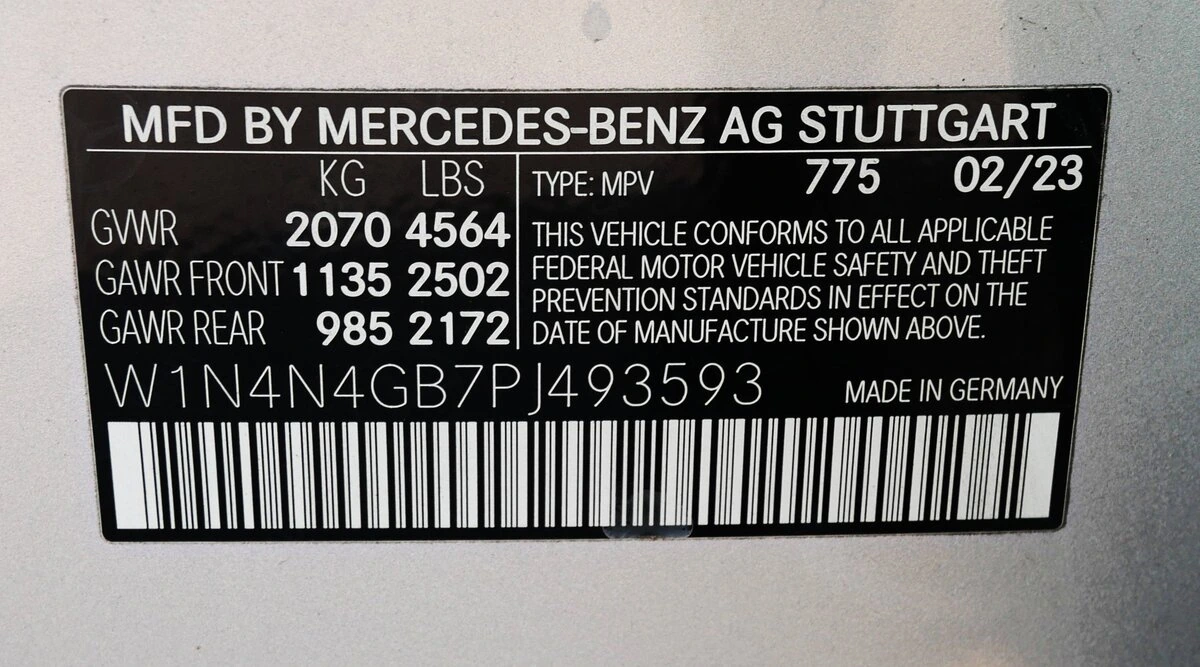 MFD BY MERCEDES-BENZ AG STUTTGART
KG LBS
GVWR 2070 4564
GAWR FRONT 1135 2502
GAWR REAR 985 2172
TYPE: MPV 775 02/23
THIS VEHICLE CONFORMS TO ALL APPLICABLE
FEDERAL MOTOR VEHICLE SAFETY AND THEFT
PREVENTION STANDARDS IN EFFECT ON THE
DATE OF MANUFACTURE SHOWN ABOVE.
W1N4N4GB7PJ493593
MADE IN GERMANY